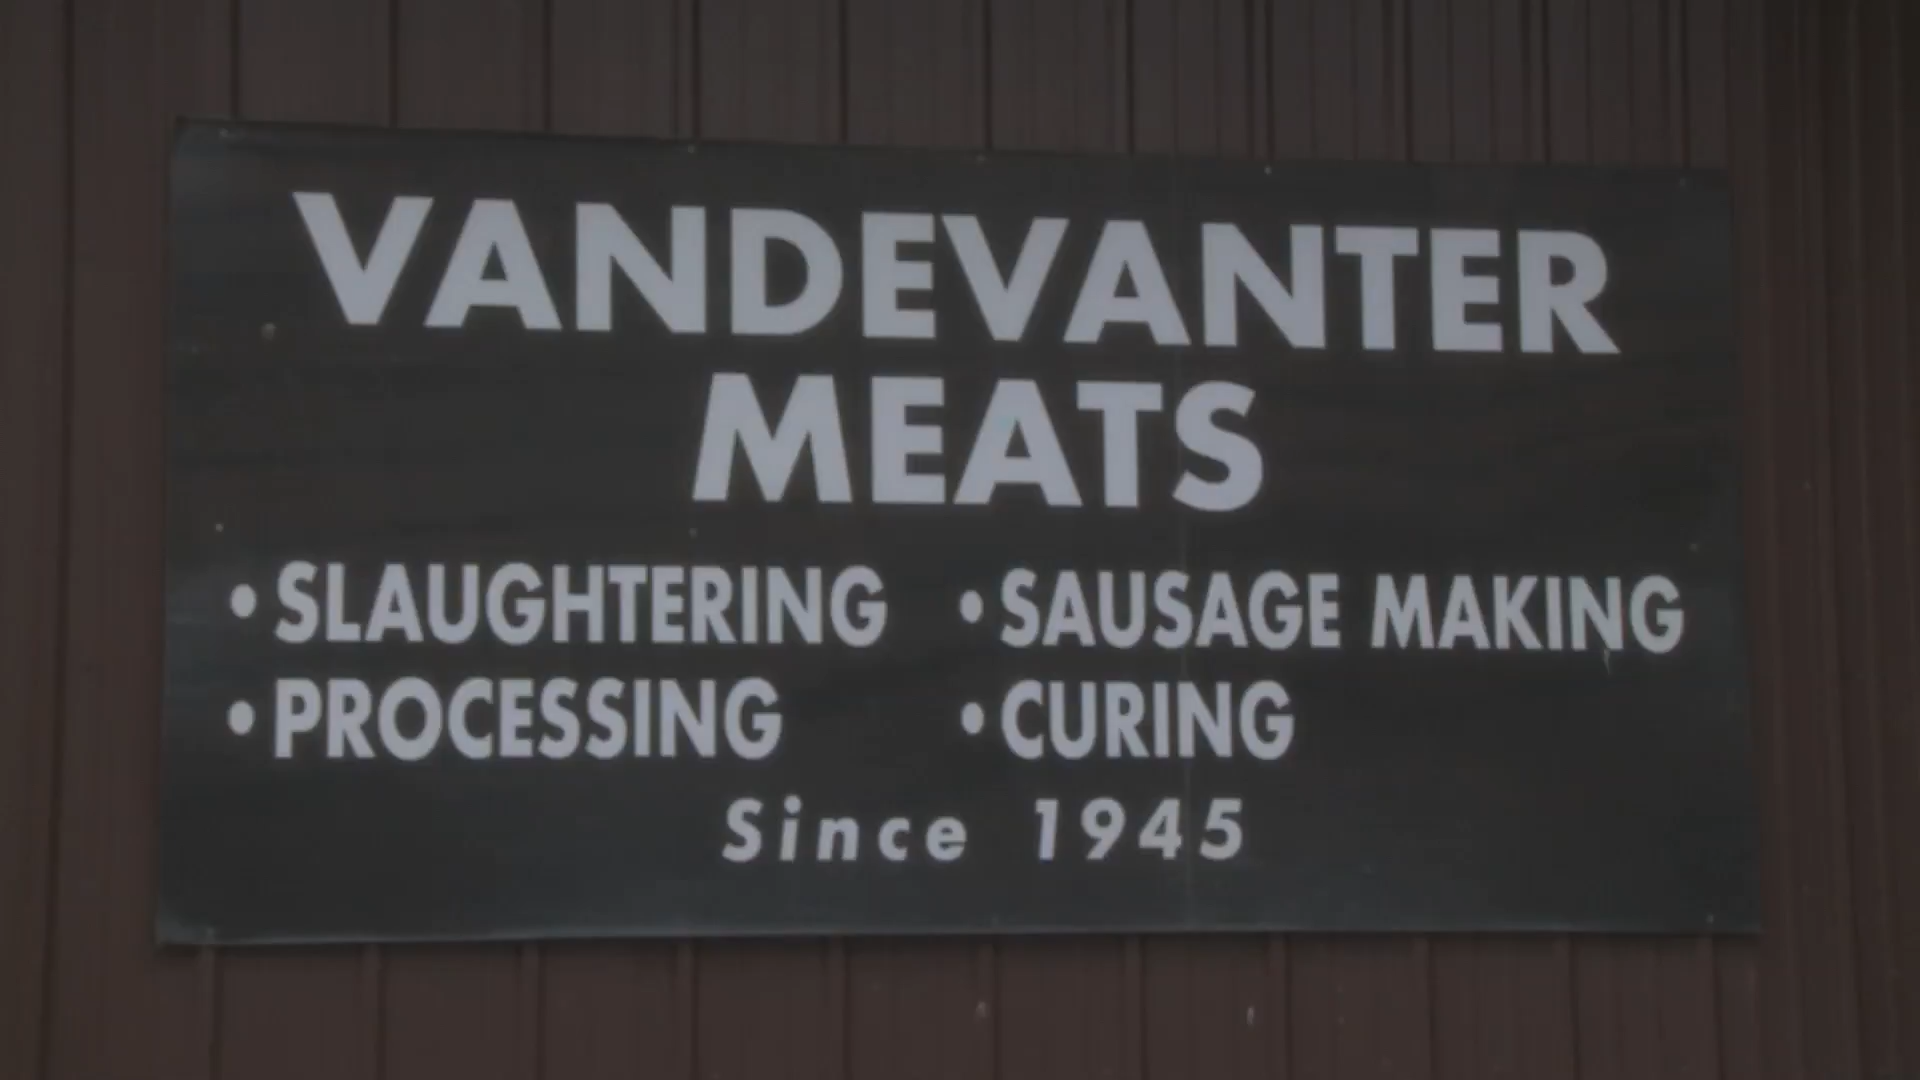 VANDEVANTER
MEATS
• SLAUGHTERING • SAUSAGE MAKING
• PROCESSING • CURING
Since 1945